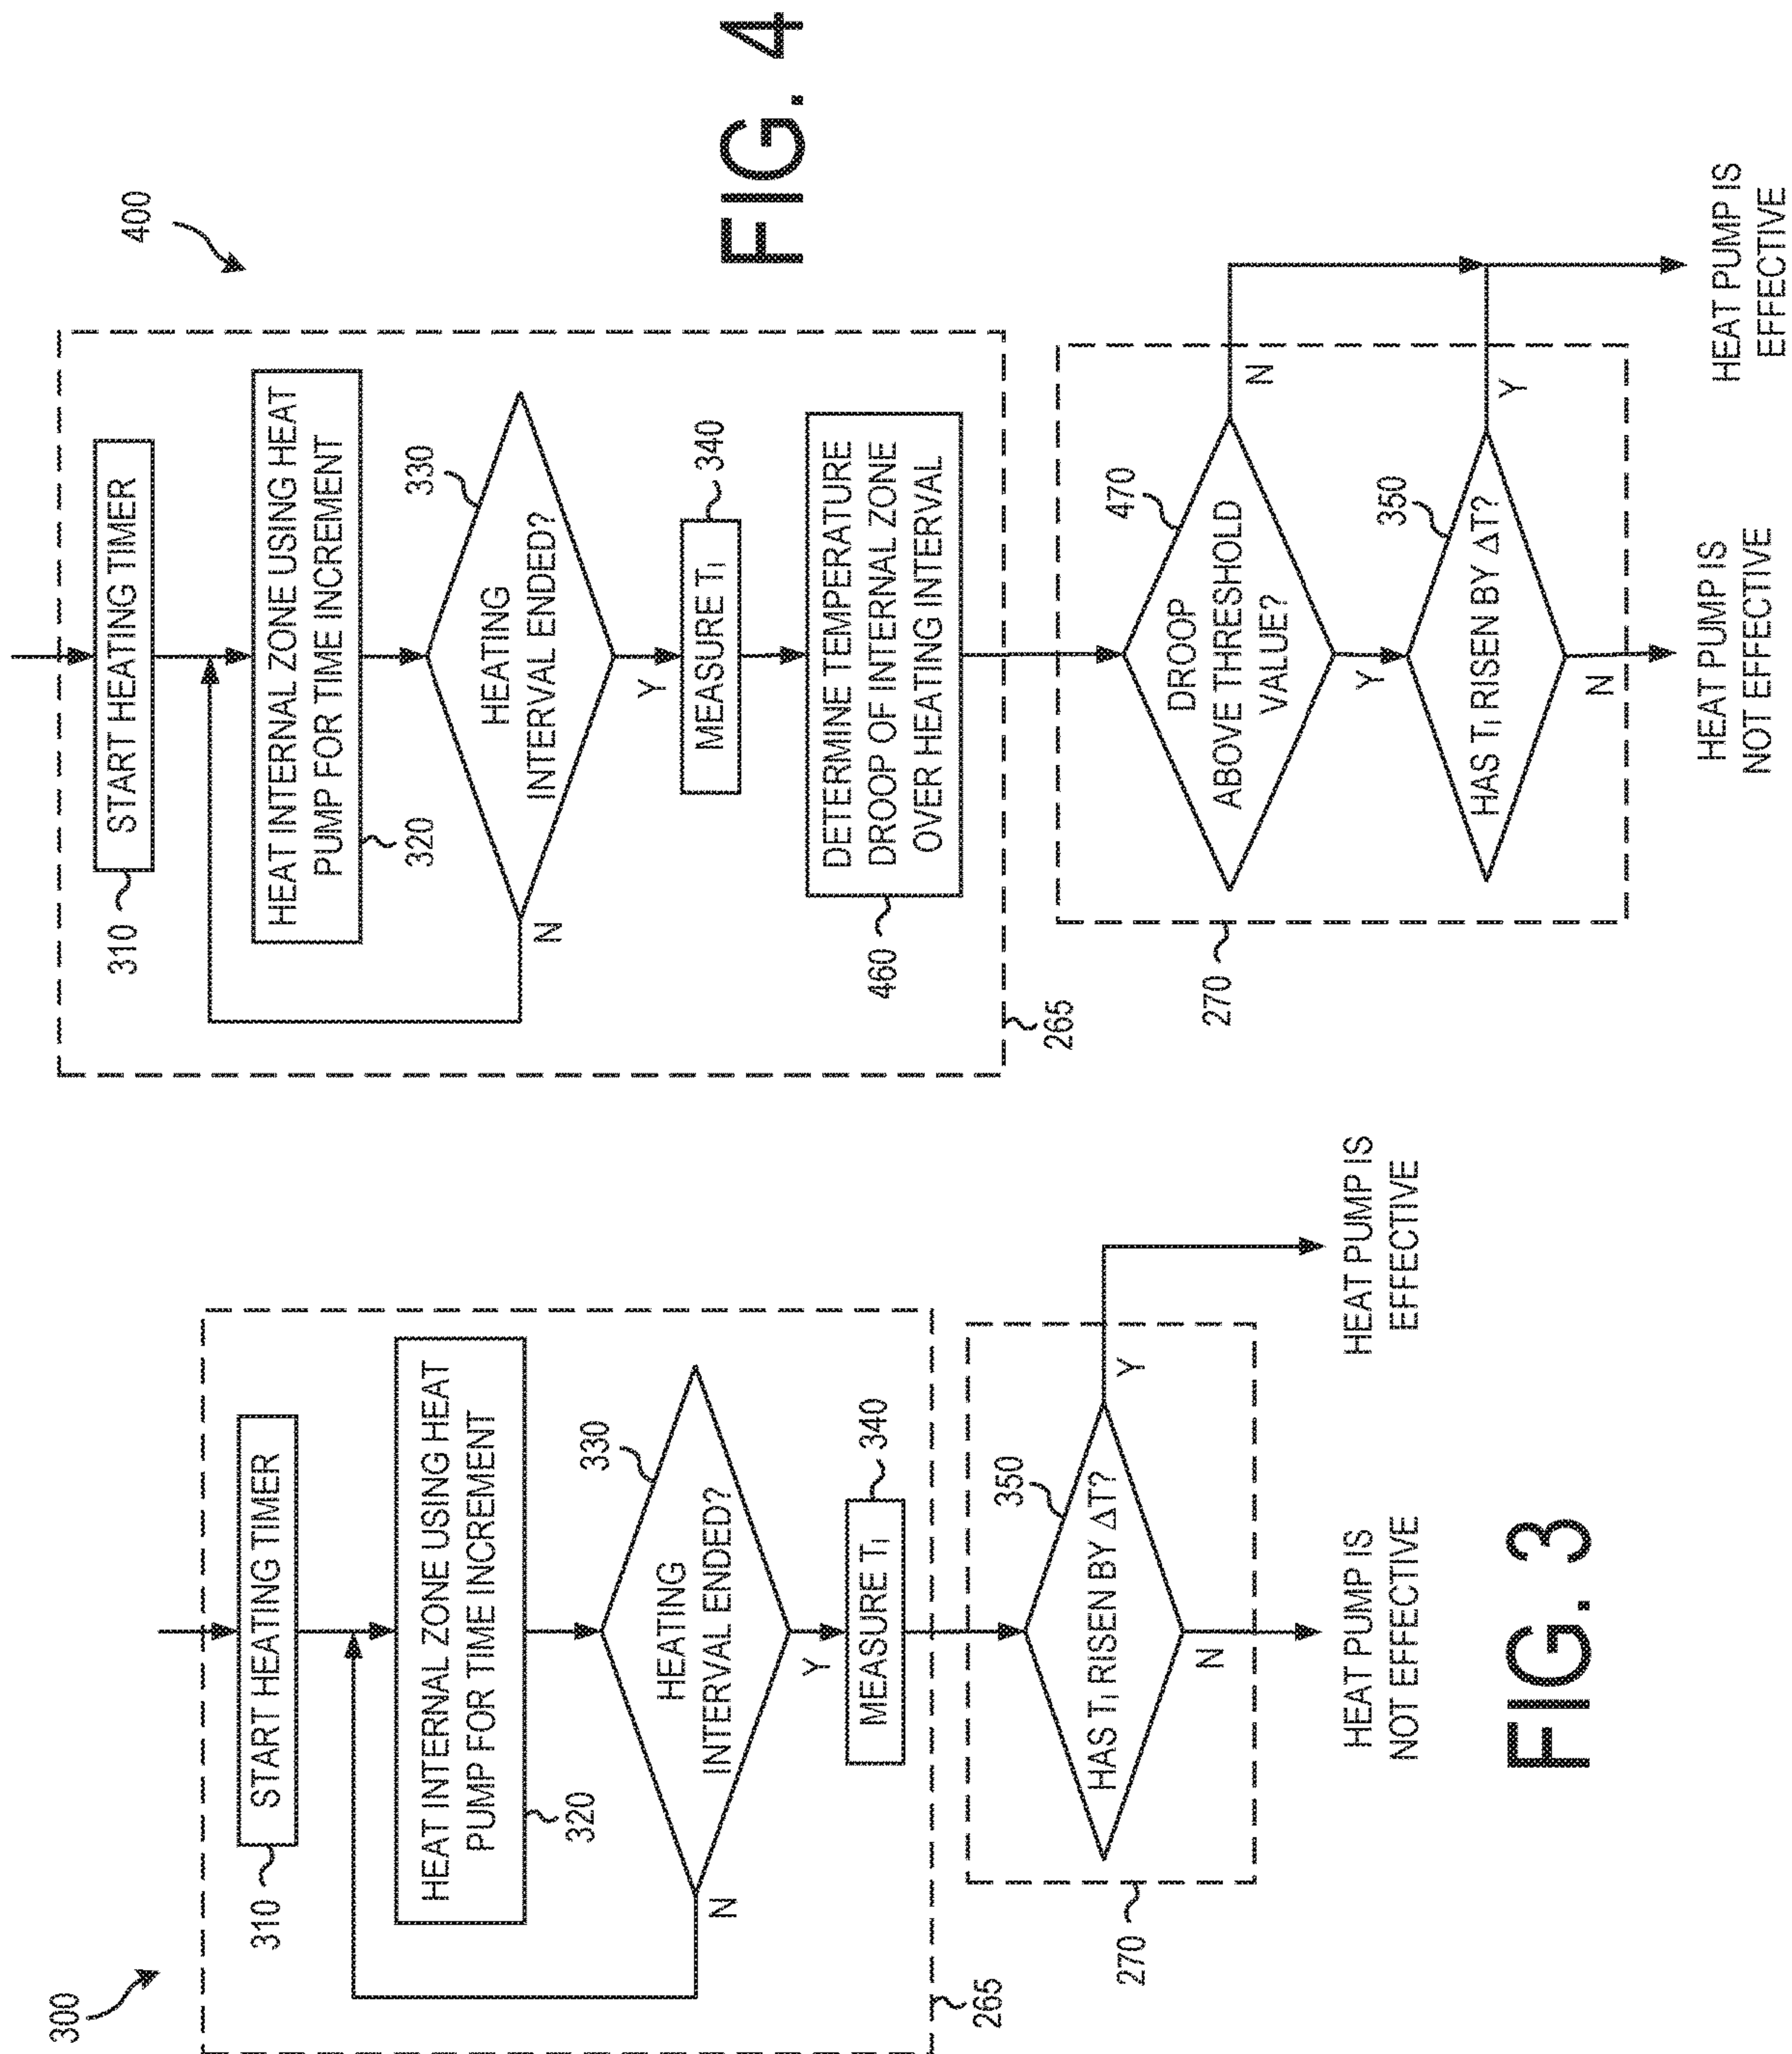 300
310
START HEATING TIMER
HEAT INTERNAL ZONE USING HEAT
PUMP FOR TIME INCREMENT
320
330
HEATING
INTERVAL ENDED?
N
Y
MEASURE TI
340
265
350
HAS TI RISEN BY ΔT?
Y
N
270
HEAT PUMP IS
NOT EFFECTIVE
HEAT PUMP IS
EFFECTIVE
FIG. 3
400
310
START HEATING TIMER
HEAT INTERNAL ZONE USING HEAT
PUMP FOR TIME INCREMENT
320
330
HEATING
INTERVAL ENDED?
N
Y
MEASURE TI
340
DETERMINE TEMPERATURE
DROOP OF INTERNAL ZONE
OVER HEATING INTERVAL
460
265
470
DROOP
ABOVE THRESHOLD
VALUE?
N
Y
350
HAS TI RISEN BY ΔT?
Y
N
270
HEAT PUMP IS
NOT EFFECTIVE
HEAT PUMP IS
EFFECTIVE
FIG. 4